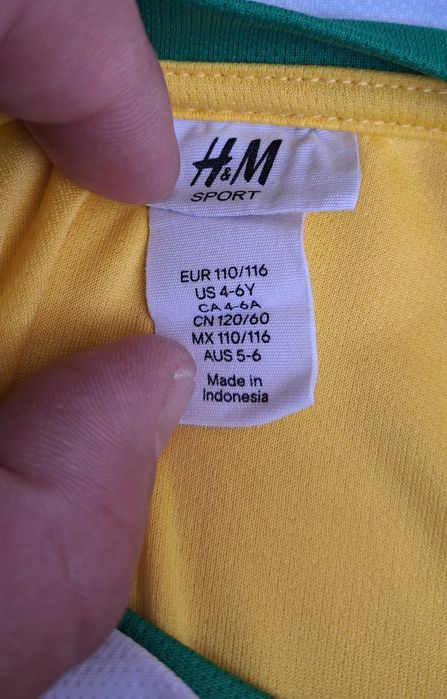 H&M
SPORT
EUR 110/116
US 4-6Y
CA 4-6A
CN 120/60
MX 110/116
AUS 5-6
Made in
Indonesia